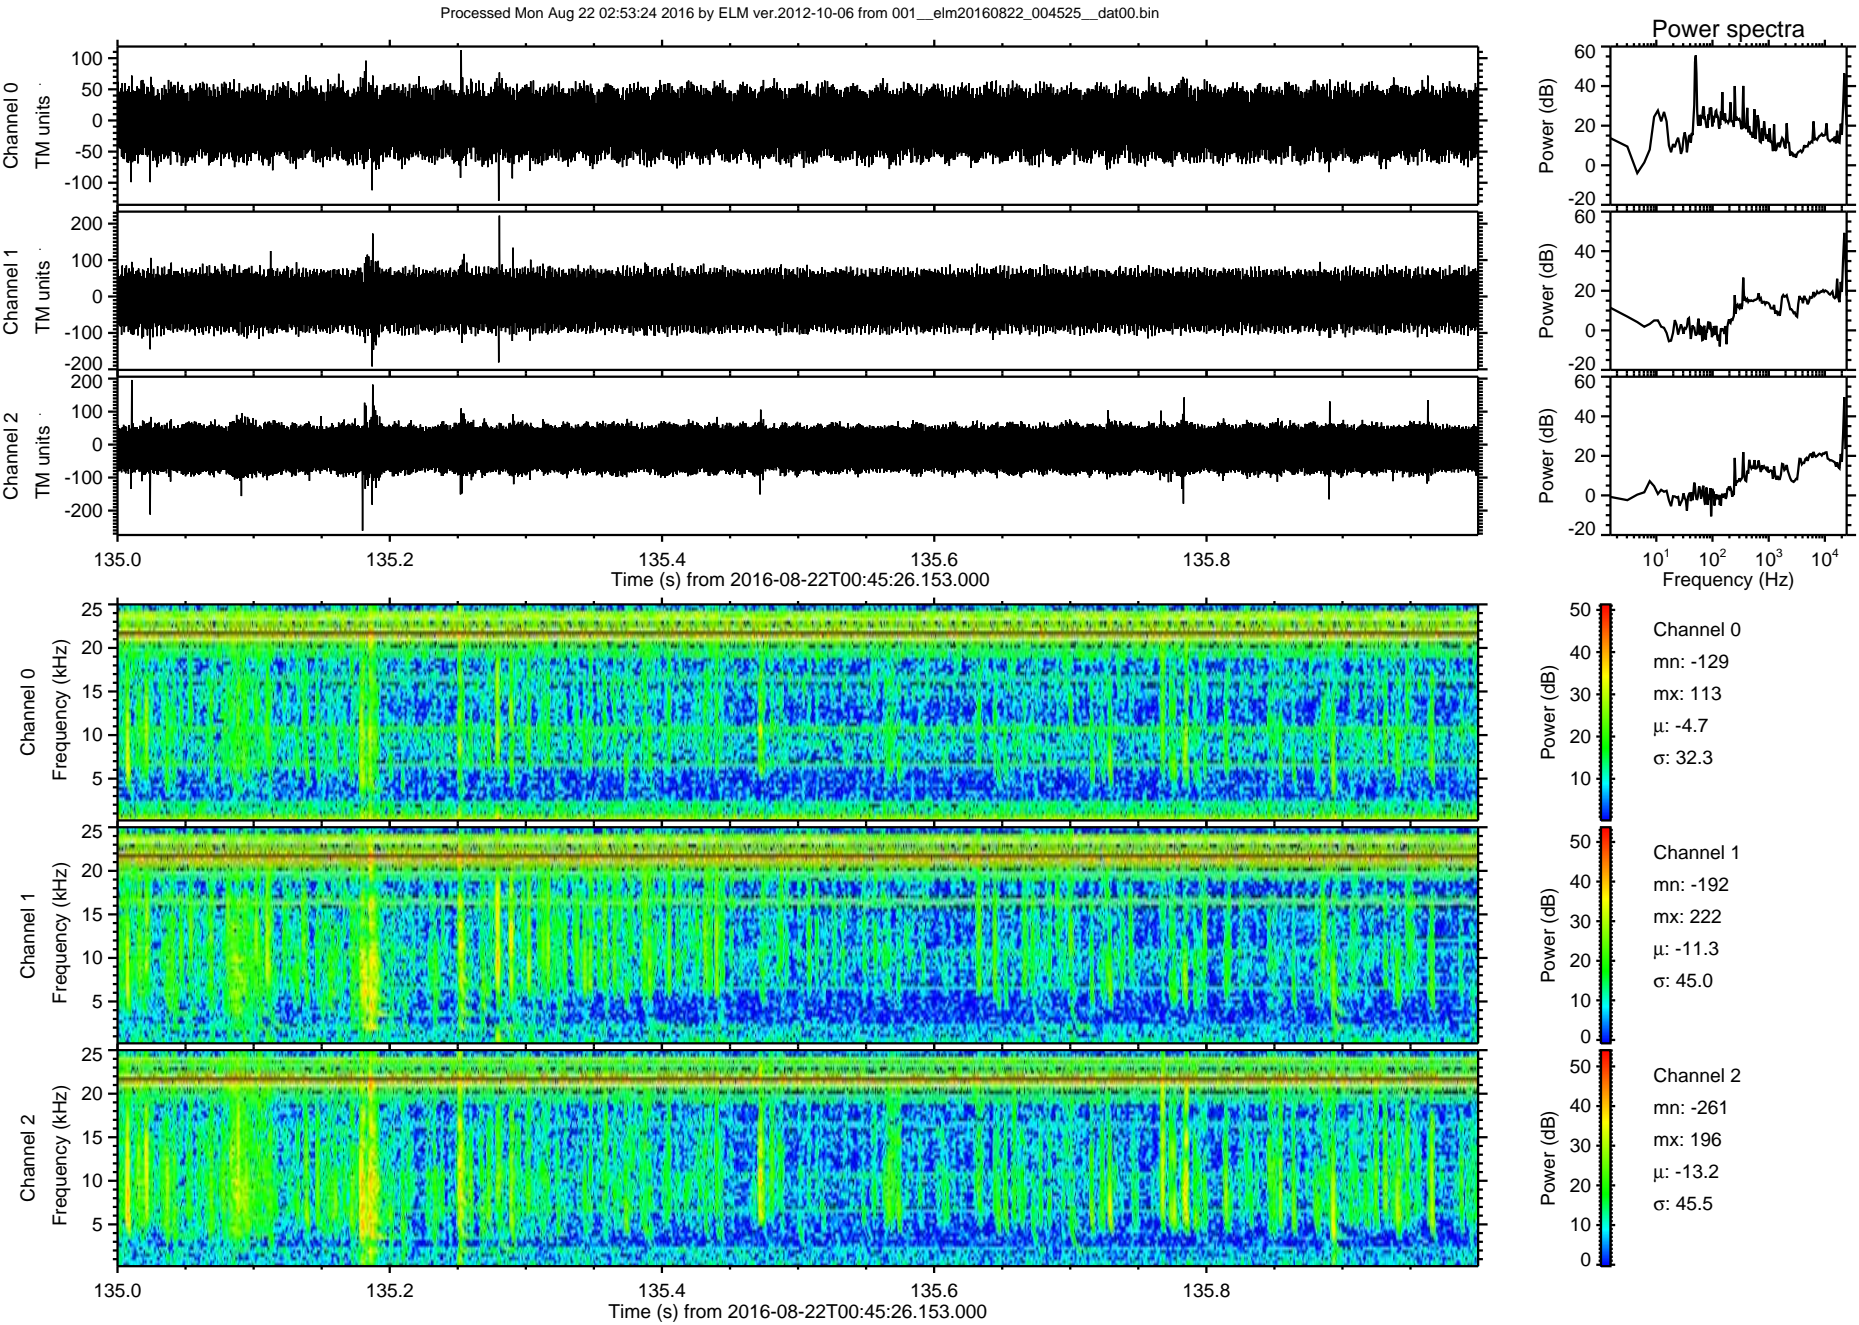 Processed Mon Aug 22 02:53:24 2016 by ELM ver.2012-10-06 from 001__elm20160822_004525__dat00.bin
Power spectra
Channel 0
TM units
100
50
0
-50
-100
Power (dB)
60
40
20
0
-20
Channel 1
TM units
200
100
0
-100
-200
Power (dB)
60
40
20
0
-20
Channel 2
TM units
200
100
0
-100
-200
Power (dB)
60
40
20
0
-20
135.0 135.2 135.4 135.6 135.8
Time (s) from 2016-08-22T00:45:26.153.000
10¹ 10² 10³ 10⁴
Frequency (Hz)
Channel 0
Frequency (kHz)
25
20
15
10
5
Power (dB)
50
40
30
20
10
Channel 0
mn: -129
mx: 113
µ: -4.7
σ: 32.3
Channel 1
Frequency (kHz)
25
20
15
10
5
Power (dB)
50
40
30
20
10
0
Channel 1
mn: -192
mx: 222
µ: -11.3
σ: 45.0
Channel 2
Frequency (kHz)
25
20
15
10
5
Power (dB)
50
40
30
20
10
0
Channel 2
mn: -261
mx: 196
µ: -13.2
σ: 45.5
135.0 135.2 135.4 135.6 135.8
Time (s) from 2016-08-22T00:45:26.153.000